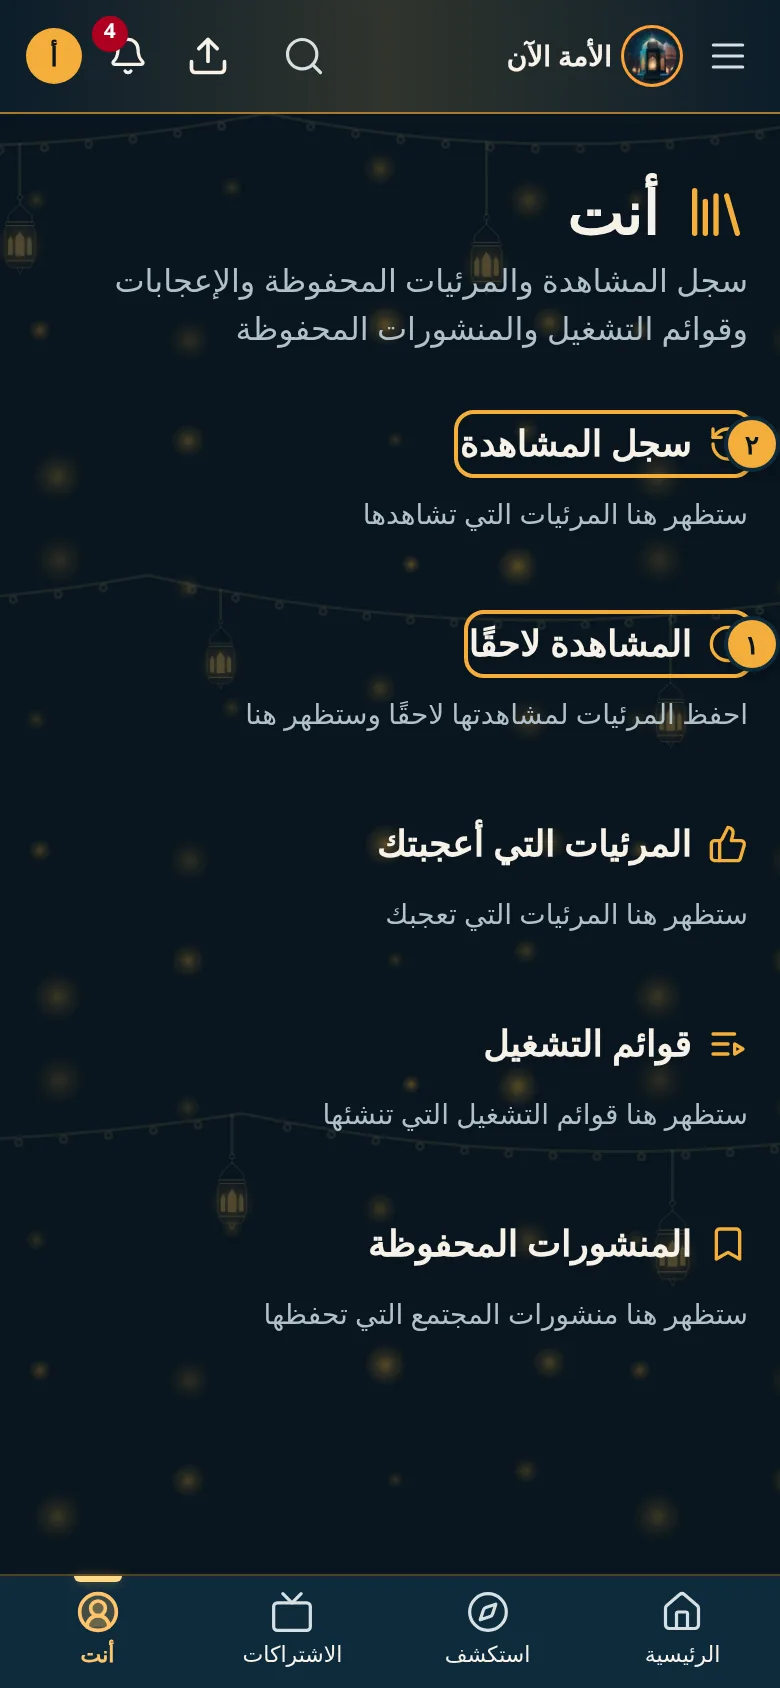 الأمة الآن
4
أ
أنت
سجل المشاهدة والمرئيات المحفوظة والإعجابات
وقوائم التشغيل والمنشورات المحفوظة
٢
سجل المشاهدة
ستظهر هنا المرئيات التي تشاهدها
١
المشاهدة لاحقًا
احفظ المرئيات لمشاهدتها لاحقًا وستظهر هنا
المرئيات التي أعجبتك
ستظهر هنا المرئيات التي تعجبك
قوائم التشغيل
ستظهر هنا قوائم التشغيل التي تنشئها
المنشورات المحفوظة
ستظهر هنا منشورات المجتمع التي تحفظها
الرئيسية
استكشف
الاشتراكات
أنت